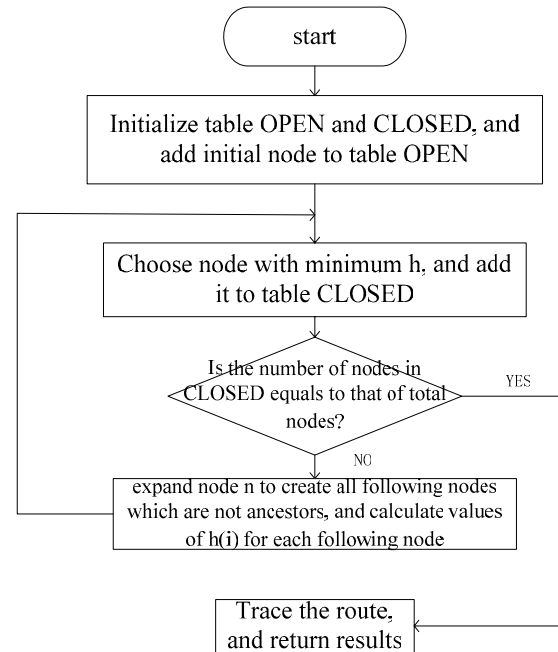 start
Initialize table OPEN and CLOSED, and
add initial node to table OPEN
Choose node with minimum h, and add
it to table CLOSED
Is the number of nodes in
CLOSED equals to that of total
nodes?
YES
NO
expand node n to create all following nodes
which are not ancestors, and calculate values
of h(i) for each following node
Trace the route,
and return results